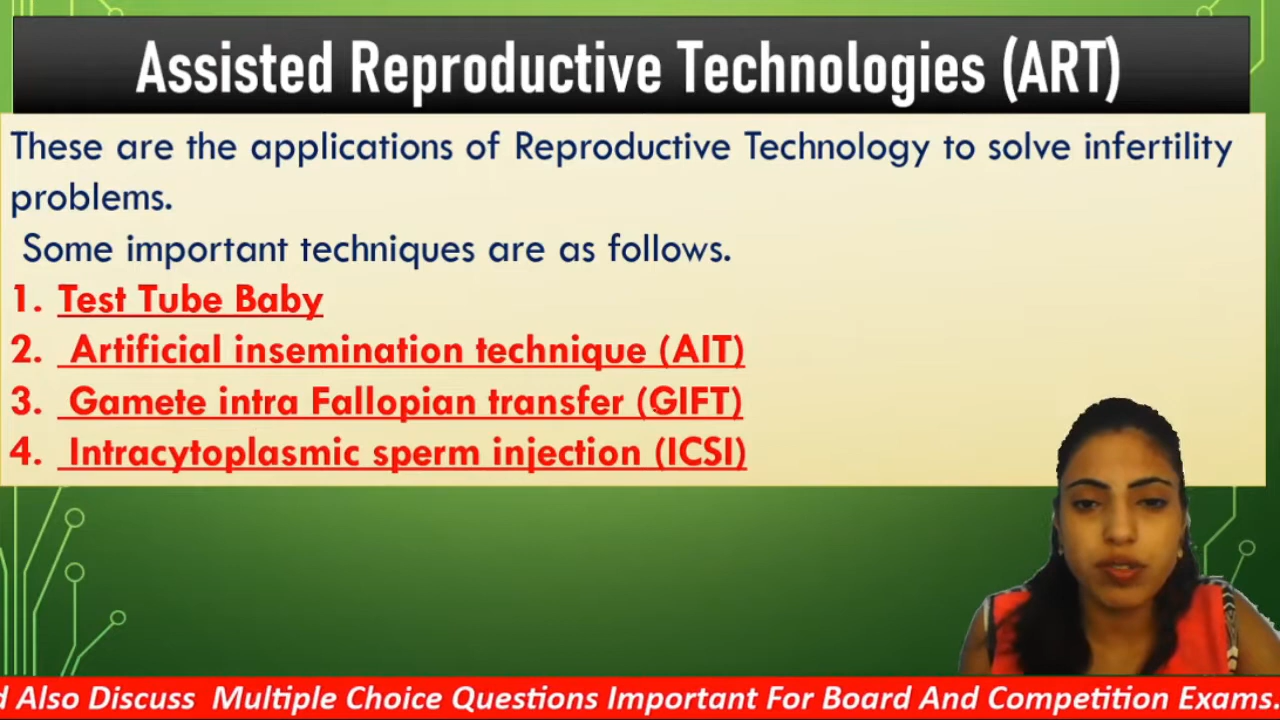 Assisted Reproductive Technologies (ART)
These are the applications of Reproductive Technology to solve infertility
problems.
Some important techniques are as follows.
1. Test Tube Baby
2. Artificial insemination technique (AIT)
3. Gamete intra Fallopian transfer (GIFT)
4. Intracytoplasmic sperm injection (ICSI)
d Also Discuss Multiple Choice Questions Important For Board And Competition Exams.